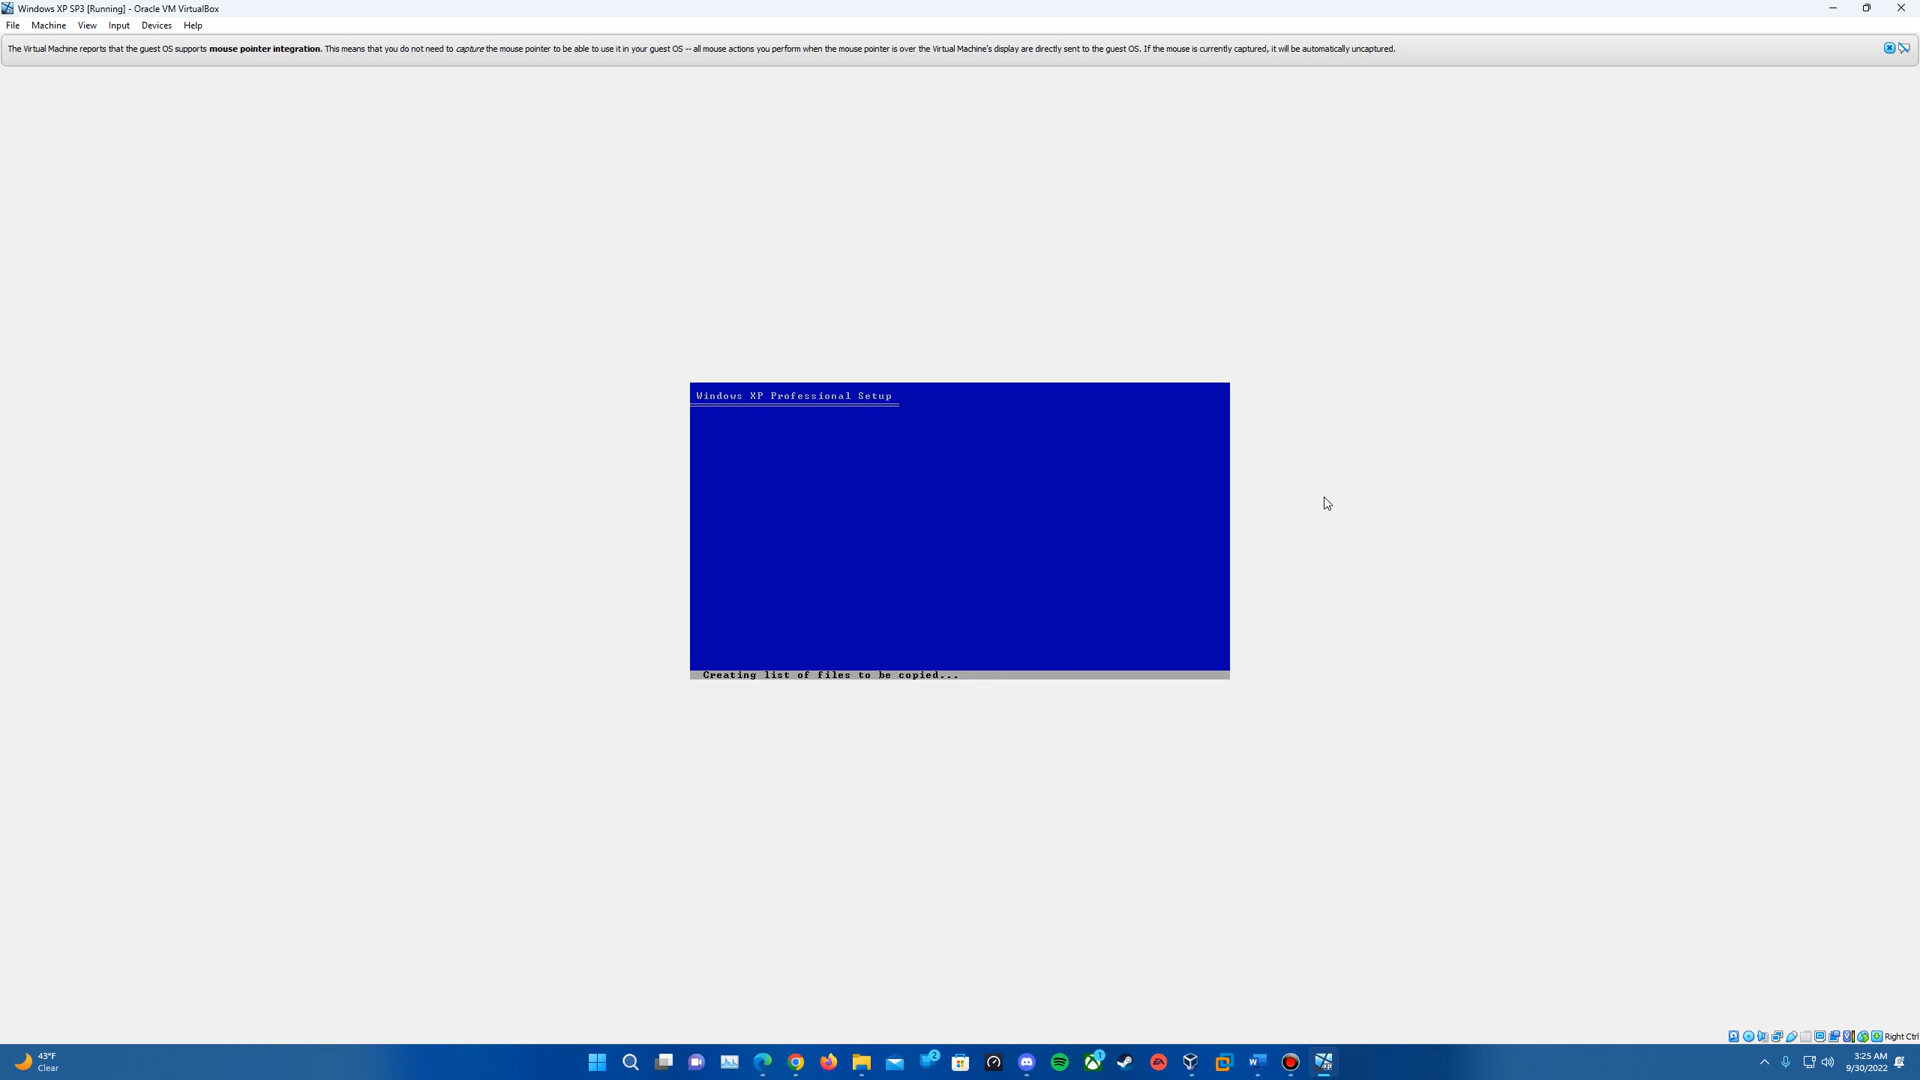 Windows XP SP3 [Running] - Oracle VM VirtualBox
File Machine View Input Devices Help
The Virtual Machine reports that the guest OS supports mouse pointer integration. This means that you do not need to capture the mouse pointer to be able to use it in your guest OS -- all mouse actions you perform when the mouse pointer is over the Virtual Machine's display are directly sent to the guest OS. If the mouse is currently captured, it will be automatically uncaptured.
Windows XP Professional Setup
Creating list of files to be copied...
Right Ctrl
43°F
Clear
2
1
EA
W
XP
3:25 AM
9/30/2022